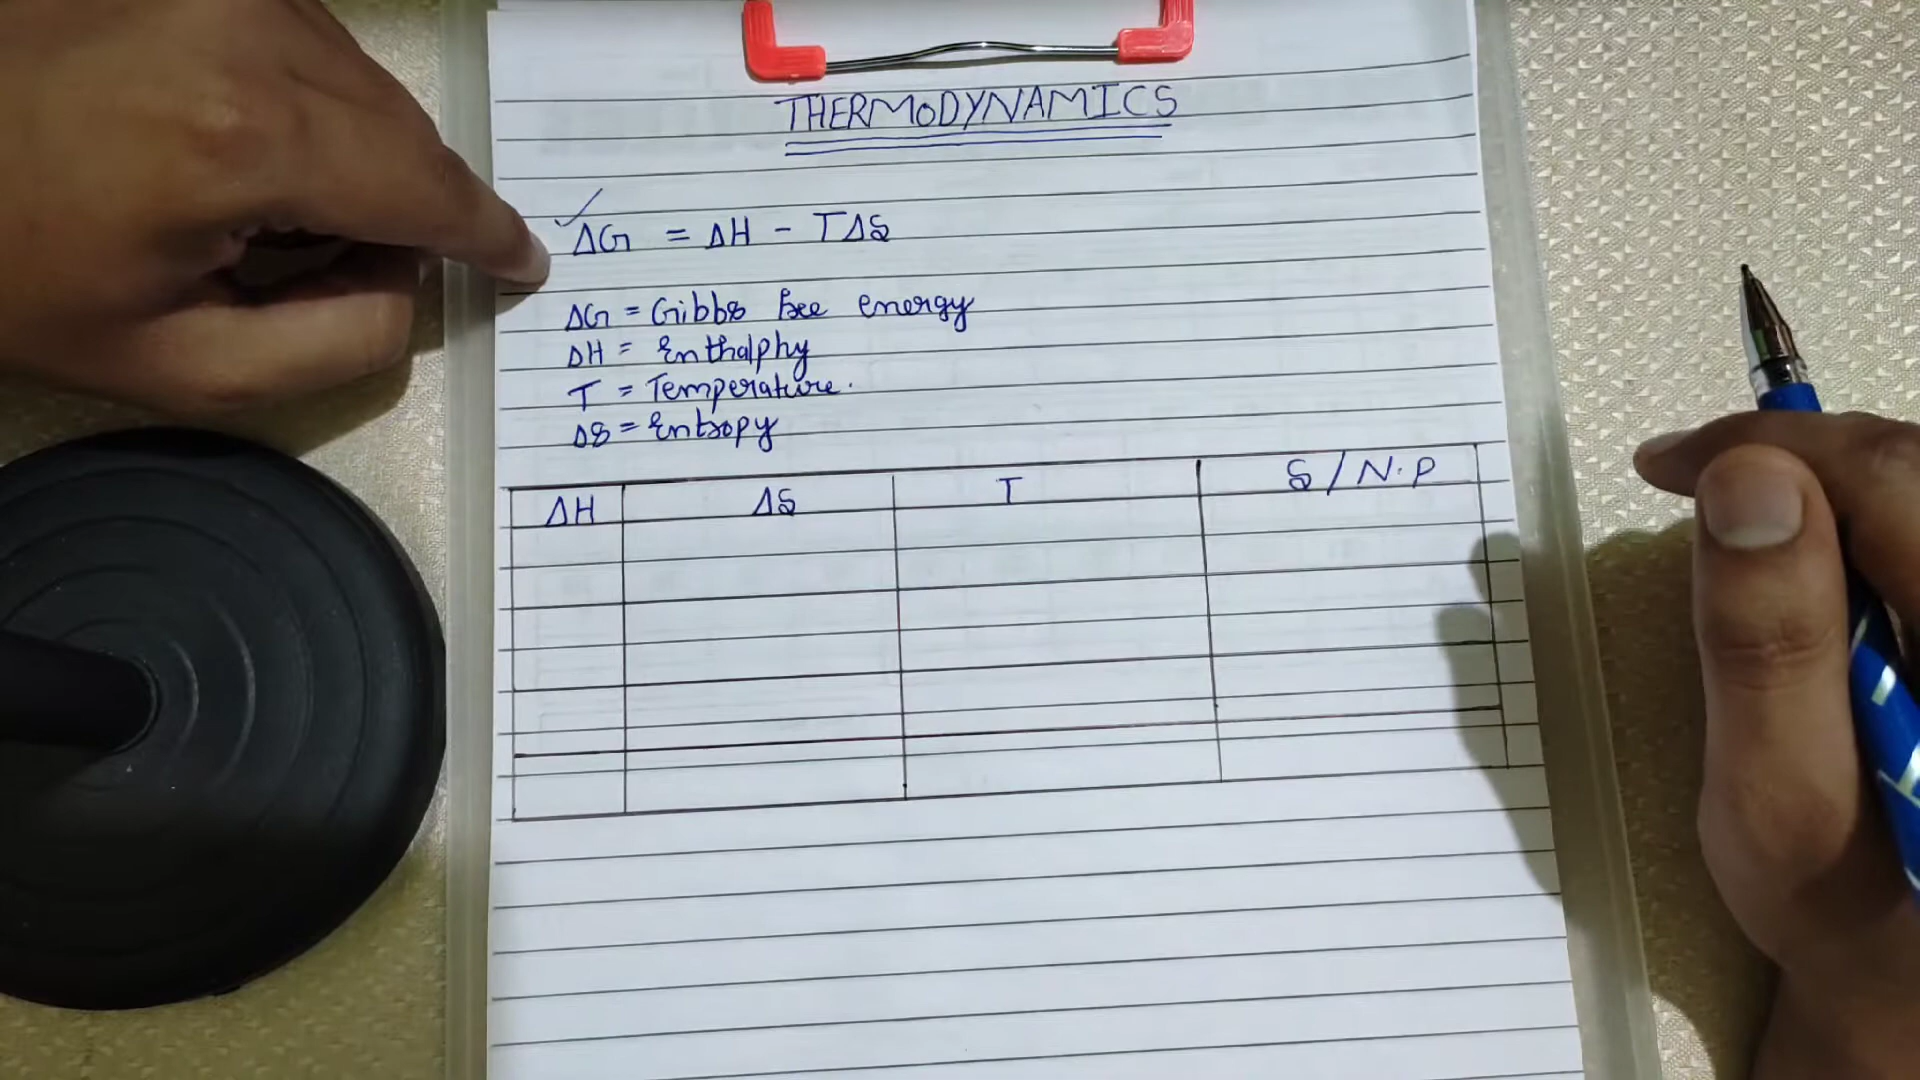 THERMODYNAMICS
ΔG = ΔH - TΔS
ΔG = Gibbs free energy
ΔH = Enthalphy
T = Temperature.
ΔS = Entropy
ΔH ΔS T S/N.P